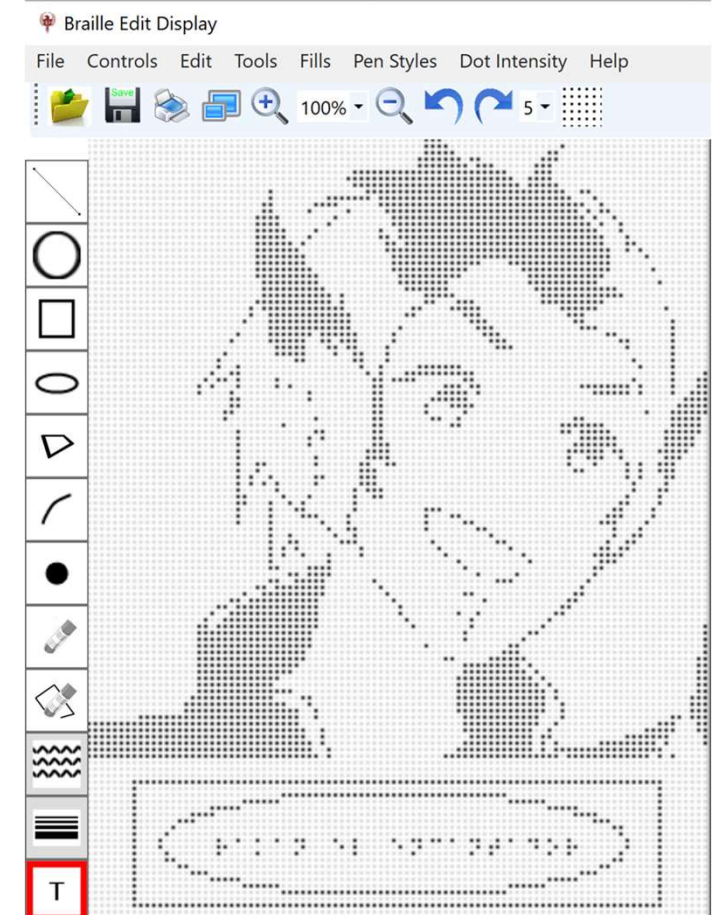 Braille Edit Display
File Controls Edit Tools Fills Pen Styles Dot Intensity Help
Save 100% 5
T